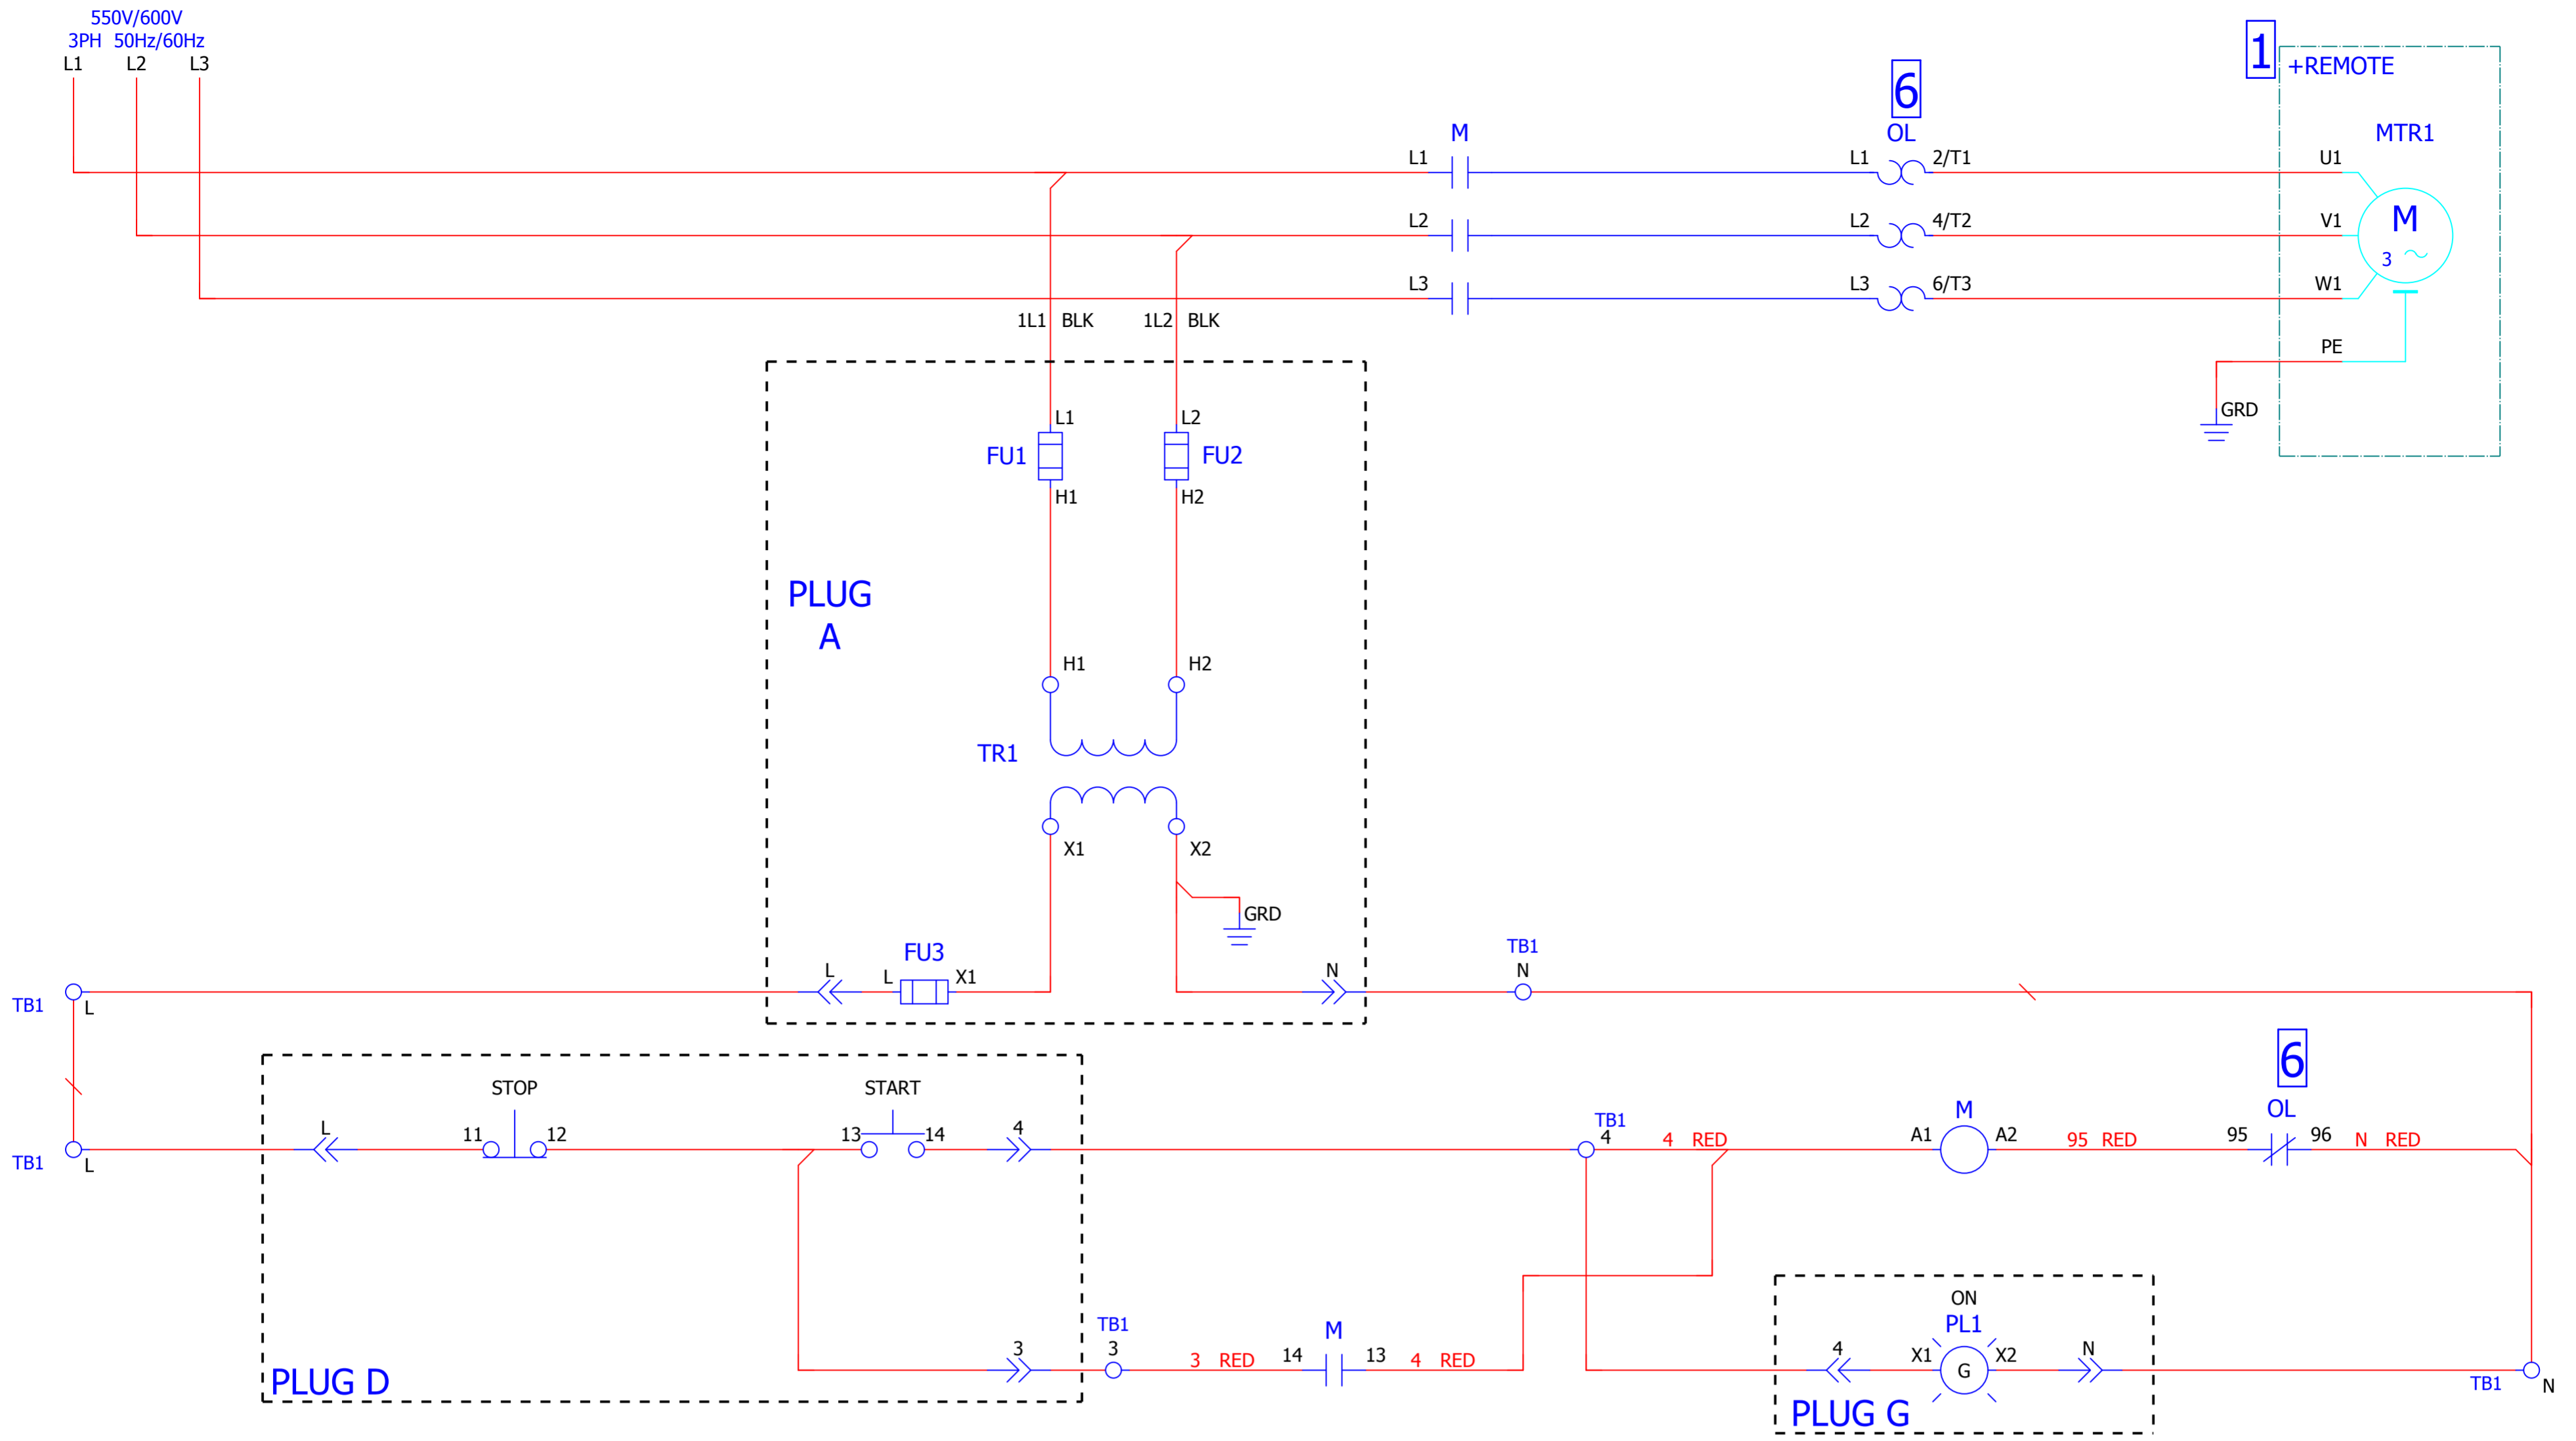 550V/600V
3PH 50Hz/60Hz
L1 L2 L3
1
+REMOTE
6
OL
M
MTR1
L1 L1 2/T1 U1
L2 L2 4/T2 V1
M
3
L3 L3 6/T3 W1
1L1 BLK 1L2 BLK
PE
GRD
L1 L2
FU1 FU2
H1 H2
PLUG
A
H1 H2
TR1
X1 X2
GRD
FU3
L L X1 N
TB1
N
TB1
L
6
STOP START
L 11 12 13 14 4
TB1
4
4 RED
M
A1 A2
95 RED
OL
95 96
N RED
TB1
L
ON
PL1
3
TB1
3
3 RED
M
14 13
4 RED
4 X1 G X2 N
TB1
N
PLUG D
PLUG G